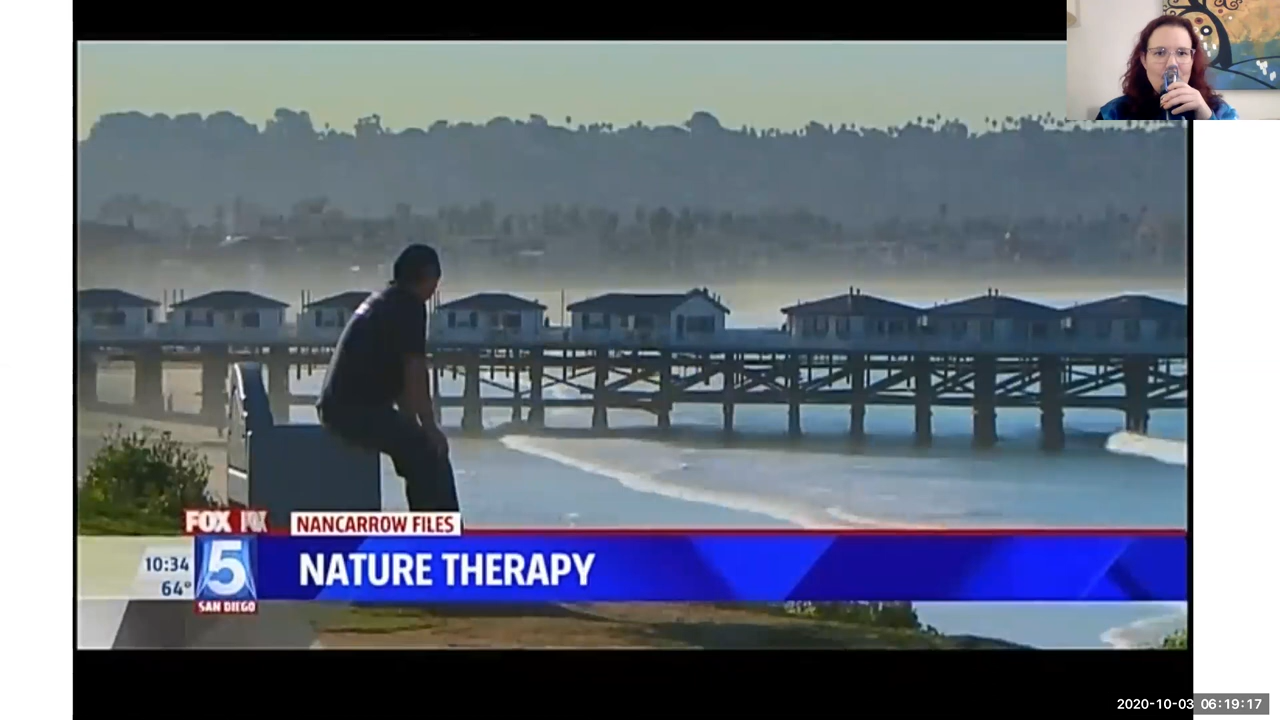 FOX
NANCARROW FILES
10:34
64°
5
NATURE THERAPY
SAN DIEGO
2020-10-03 06:19:17